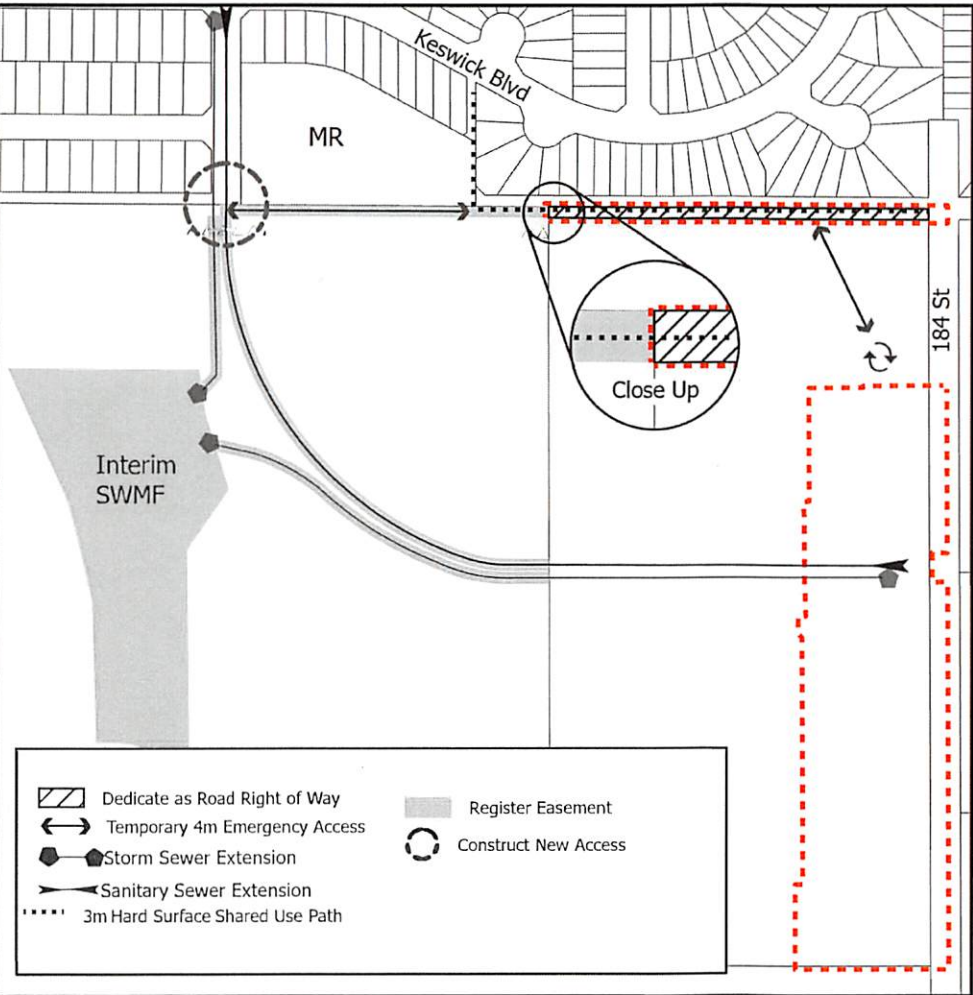 Keswick Blvd
MR
184 St
Close Up
Interim
SWMF
Dedicate as Road Right of Way
Temporary 4m Emergency Access
Storm Sewer Extension
Sanitary Sewer Extension
3m Hard Surface Shared Use Path
Register Easement
Construct New Access